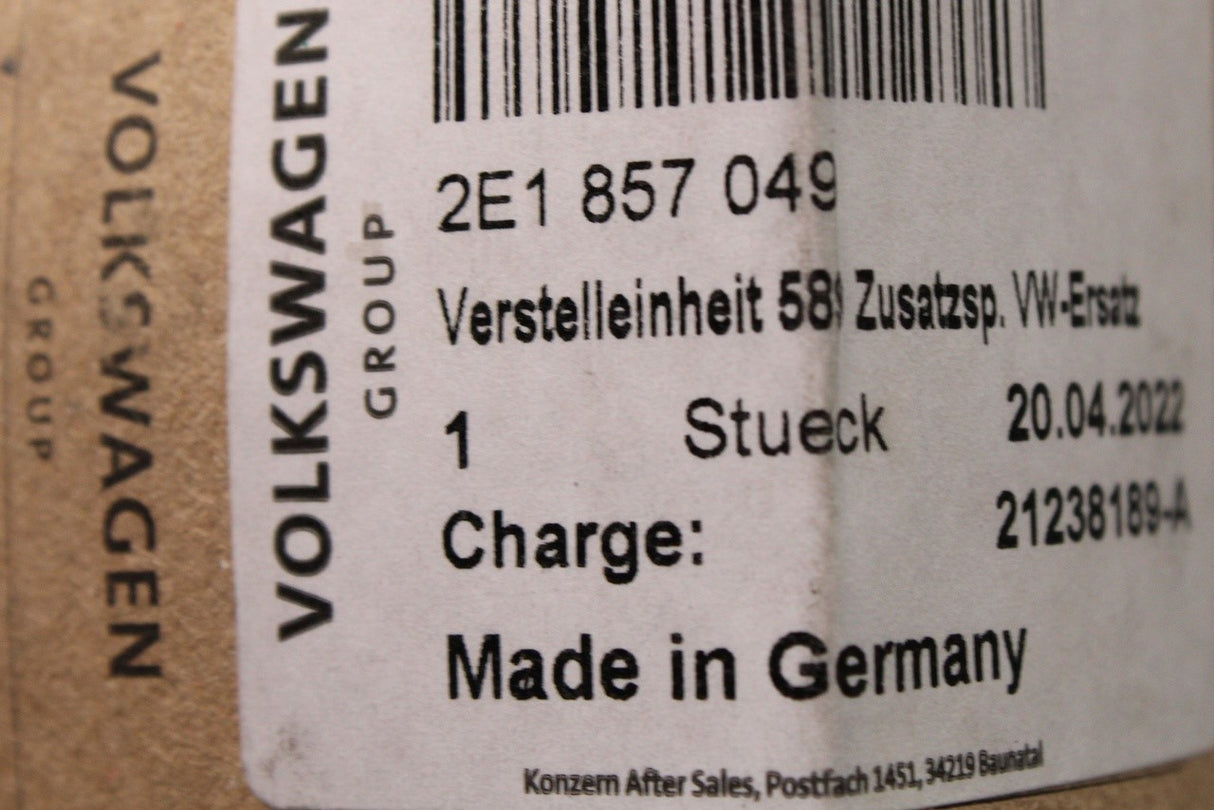 VOLKSWAGEN
GROUP
VOLKSWAGEN
GROUP
2E1 857 049
Verstelleinheit Zusatzsp. VW-Ersatz
1 Stueck 20.04.2022
Charge: 21238189-A
Made in Germany
Konzern After Sales, Postfach 1451, 34219 Baunatal